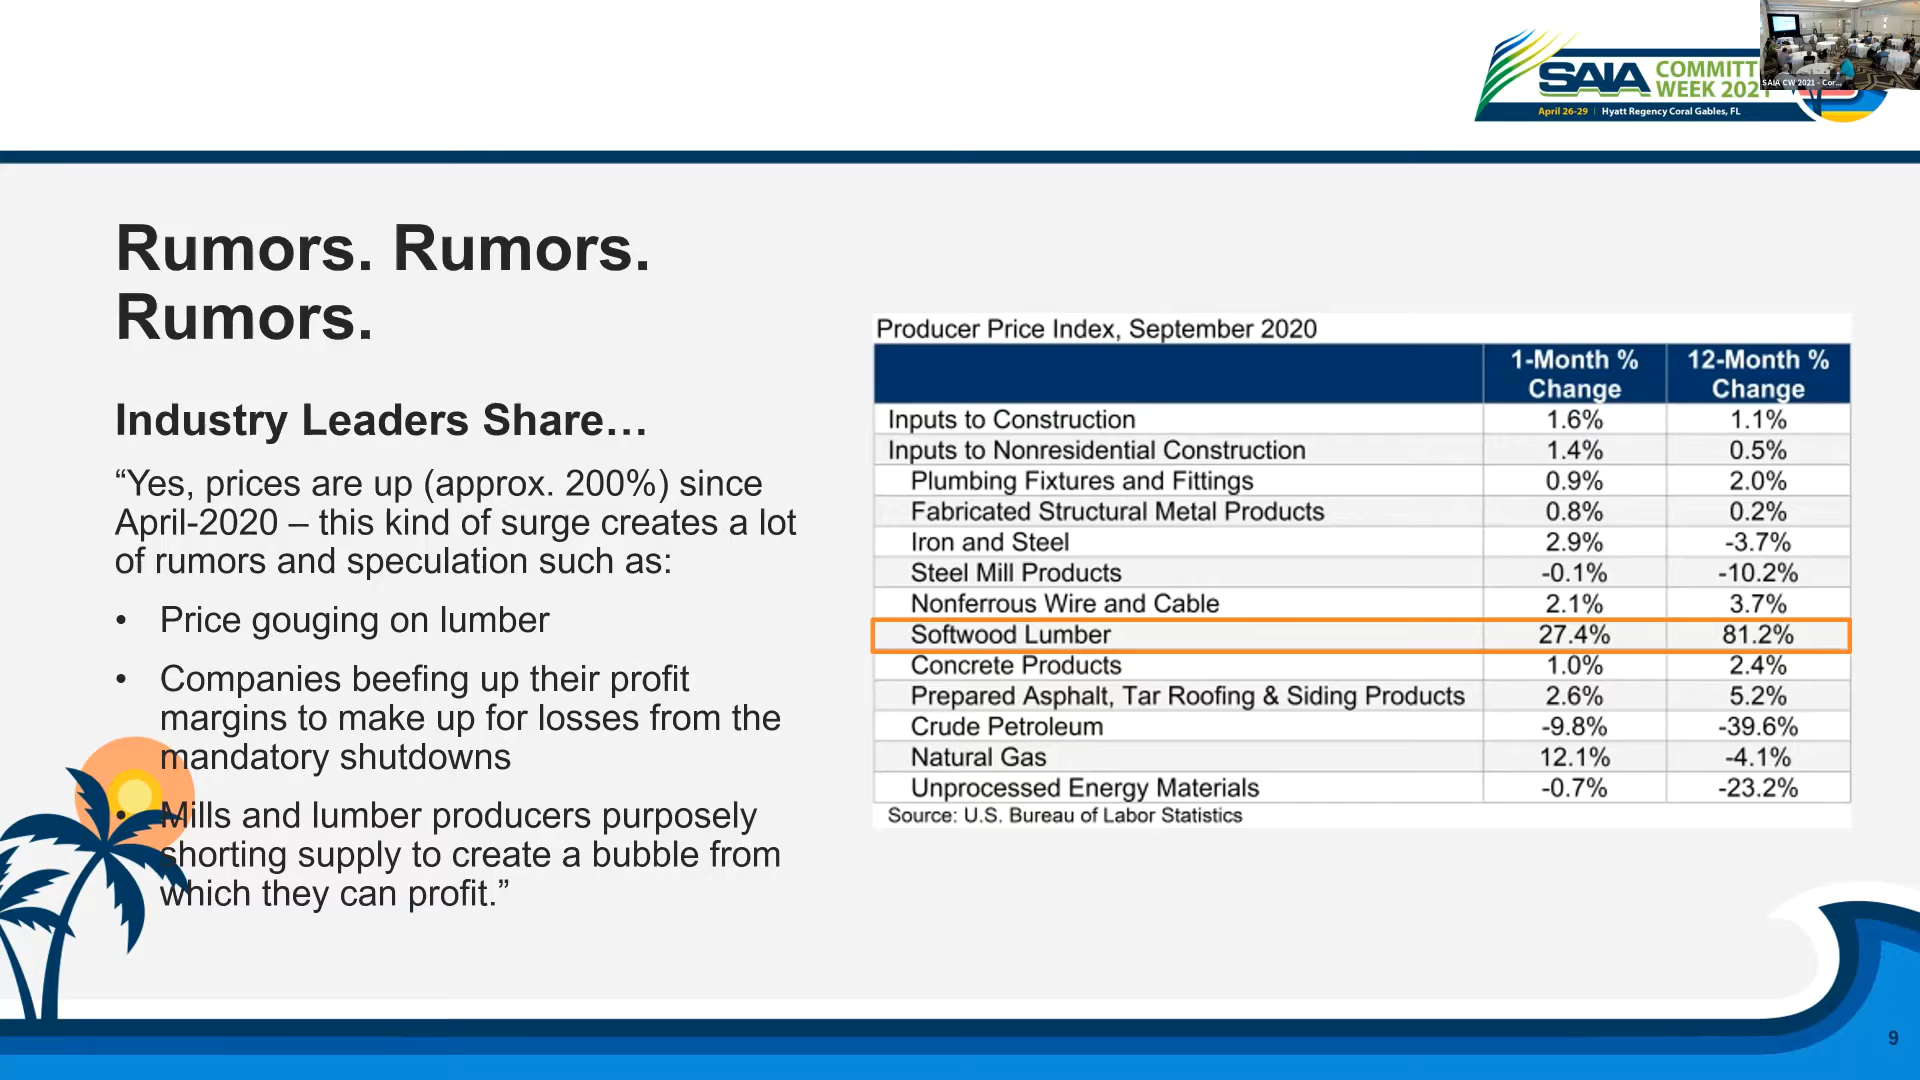 SAIA COMMITT
WEEK 2021
April 26-29 | Hyatt Regency Coral Gables, FL
SAIA CW 2021 - Cor...
Rumors. Rumors.
Rumors.
Industry Leaders Share…
“Yes, prices are up (approx. 200%) since
April-2020 – this kind of surge creates a lot
of rumors and speculation such as:
• Price gouging on lumber
• Companies beefing up their profit
margins to make up for losses from the
mandatory shutdowns
• Mills and lumber producers purposely
shorting supply to create a bubble from
which they can profit.”
Producer Price Index, September 2020
1-Month % Change 12-Month % Change
Inputs to Construction 1.6% 1.1%
Inputs to Nonresidential Construction 1.4% 0.5%
Plumbing Fixtures and Fittings 0.9% 2.0%
Fabricated Structural Metal Products 0.8% 0.2%
Iron and Steel 2.9% -3.7%
Steel Mill Products -0.1% -10.2%
Nonferrous Wire and Cable 2.1% 3.7%
Softwood Lumber 27.4% 81.2%
Concrete Products 1.0% 2.4%
Prepared Asphalt, Tar Roofing & Siding Products 2.6% 5.2%
Crude Petroleum -9.8% -39.6%
Natural Gas 12.1% -4.1%
Unprocessed Energy Materials -0.7% -23.2%
Source: U.S. Bureau of Labor Statistics
9